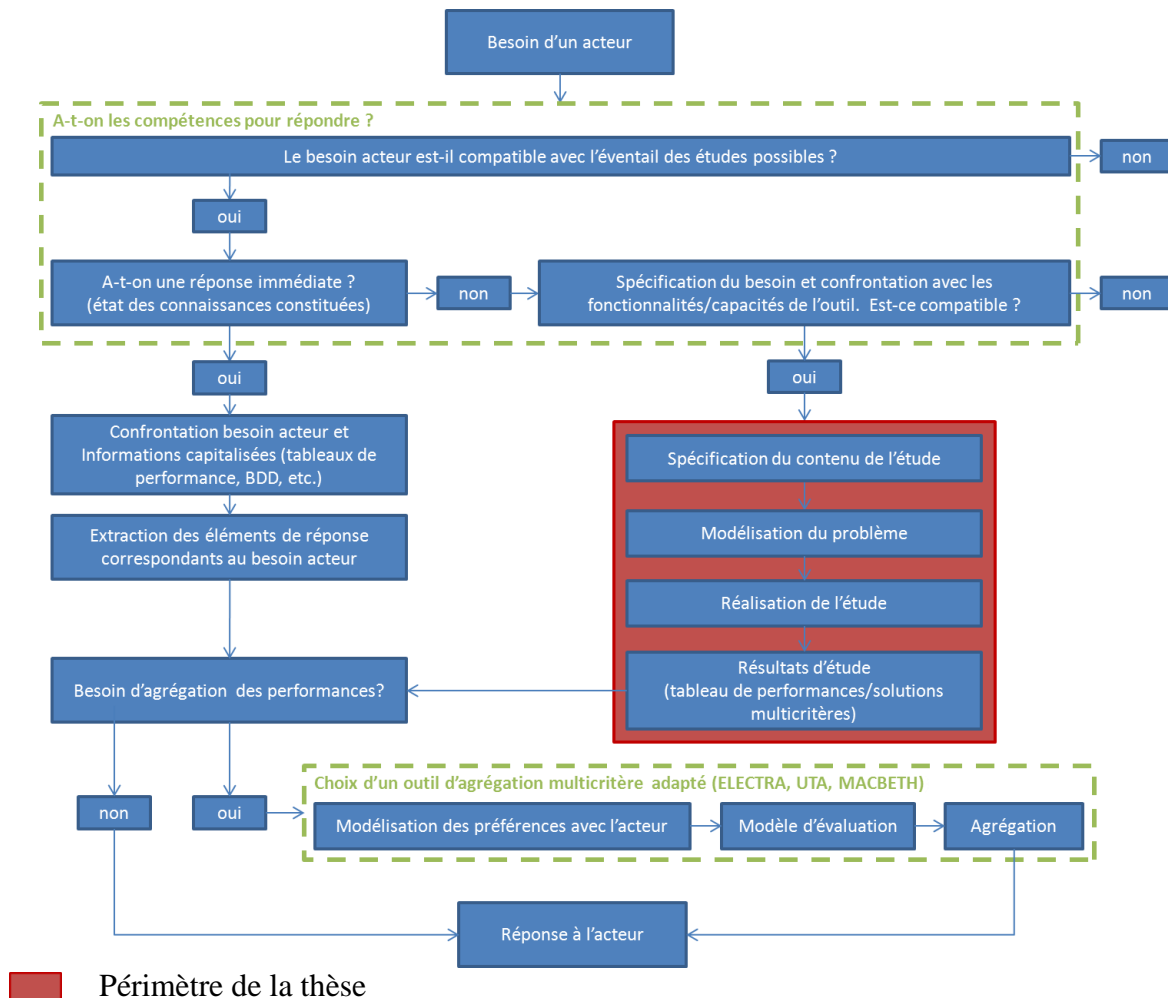 Besoin d'un acteur
A-t-on les compétences pour répondre ?
Le besoin acteur est-il compatible avec l'éventail des études possibles ?
non
oui
A-t-on une réponse immédiate ?
(état des connaissances constituées)
non
Spécification du besoin et confrontation avec les
fonctionnalités/capacités de l'outil. Est-ce compatible ?
non
oui
oui
Confrontation besoin acteur et
Informations capitalisées (tableaux de
performance, BDD, etc.)
Spécification du contenu de l'étude
Extraction des éléments de réponse
correspondants au besoin acteur
Modélisation du problème
Réalisation de l'étude
Besoin d'agrégation des performances?
Résultats d'étude
(tableau de performances/solutions
multicritères)
Choix d'un outil d'agrégation multicritère adapté (ELECTRA, UTA, MACBETH)
non
oui
Modélisation des préférences avec l'acteur
Modèle d'évaluation
Agrégation
Réponse à l'acteur
Périmètre de la thèse